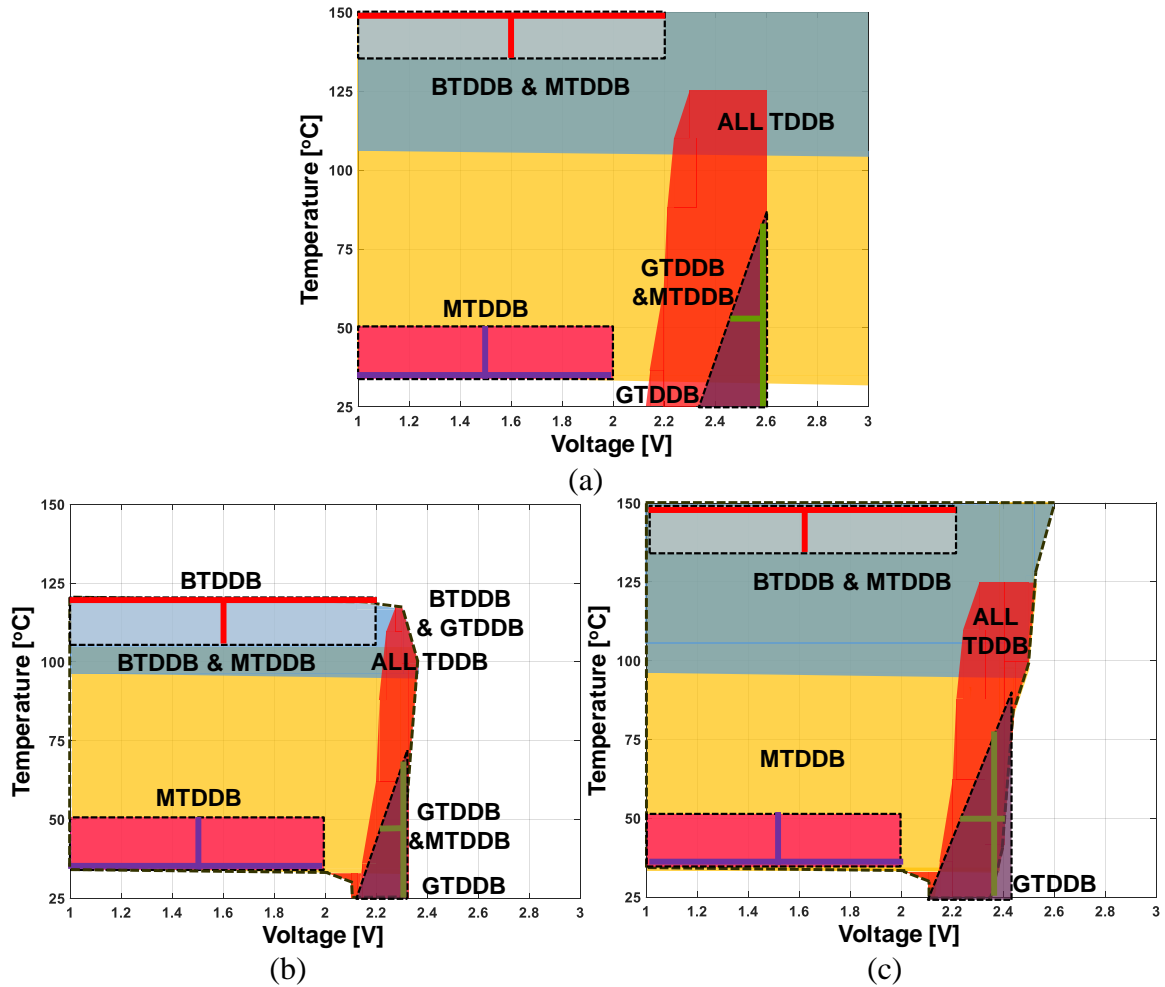 150
125
100
75
50
25
Temperature [°C]
BTDDB & MTDDB
ALL TDDB
GTDDB
&MTDDB
MTDDB
GTDDB
1 1.2 1.4 1.6 1.8 2 2.2 2.4 2.6 2.8 3
Voltage [V]
(a)
150
125
100
75
50
25
Temperature [°C]
BTDDB
BTDDB
& GTDDB
BTDDB & MTDDB
ALL TDDB
MTDDB
GTDDB
&MTDDB
GTDDB
1 1.2 1.4 1.6 1.8 2 2.2 2.4 2.6 2.8 3
Voltage [V]
(b)
150
125
100
75
50
25
Temperature [°C]
BTDDB & MTDDB
ALL
TDDB
MTDDB
GTDDB
1 1.2 1.4 1.6 1.8 2 2.2 2.4 2.6 2.8 3
Voltage [V]
(c)